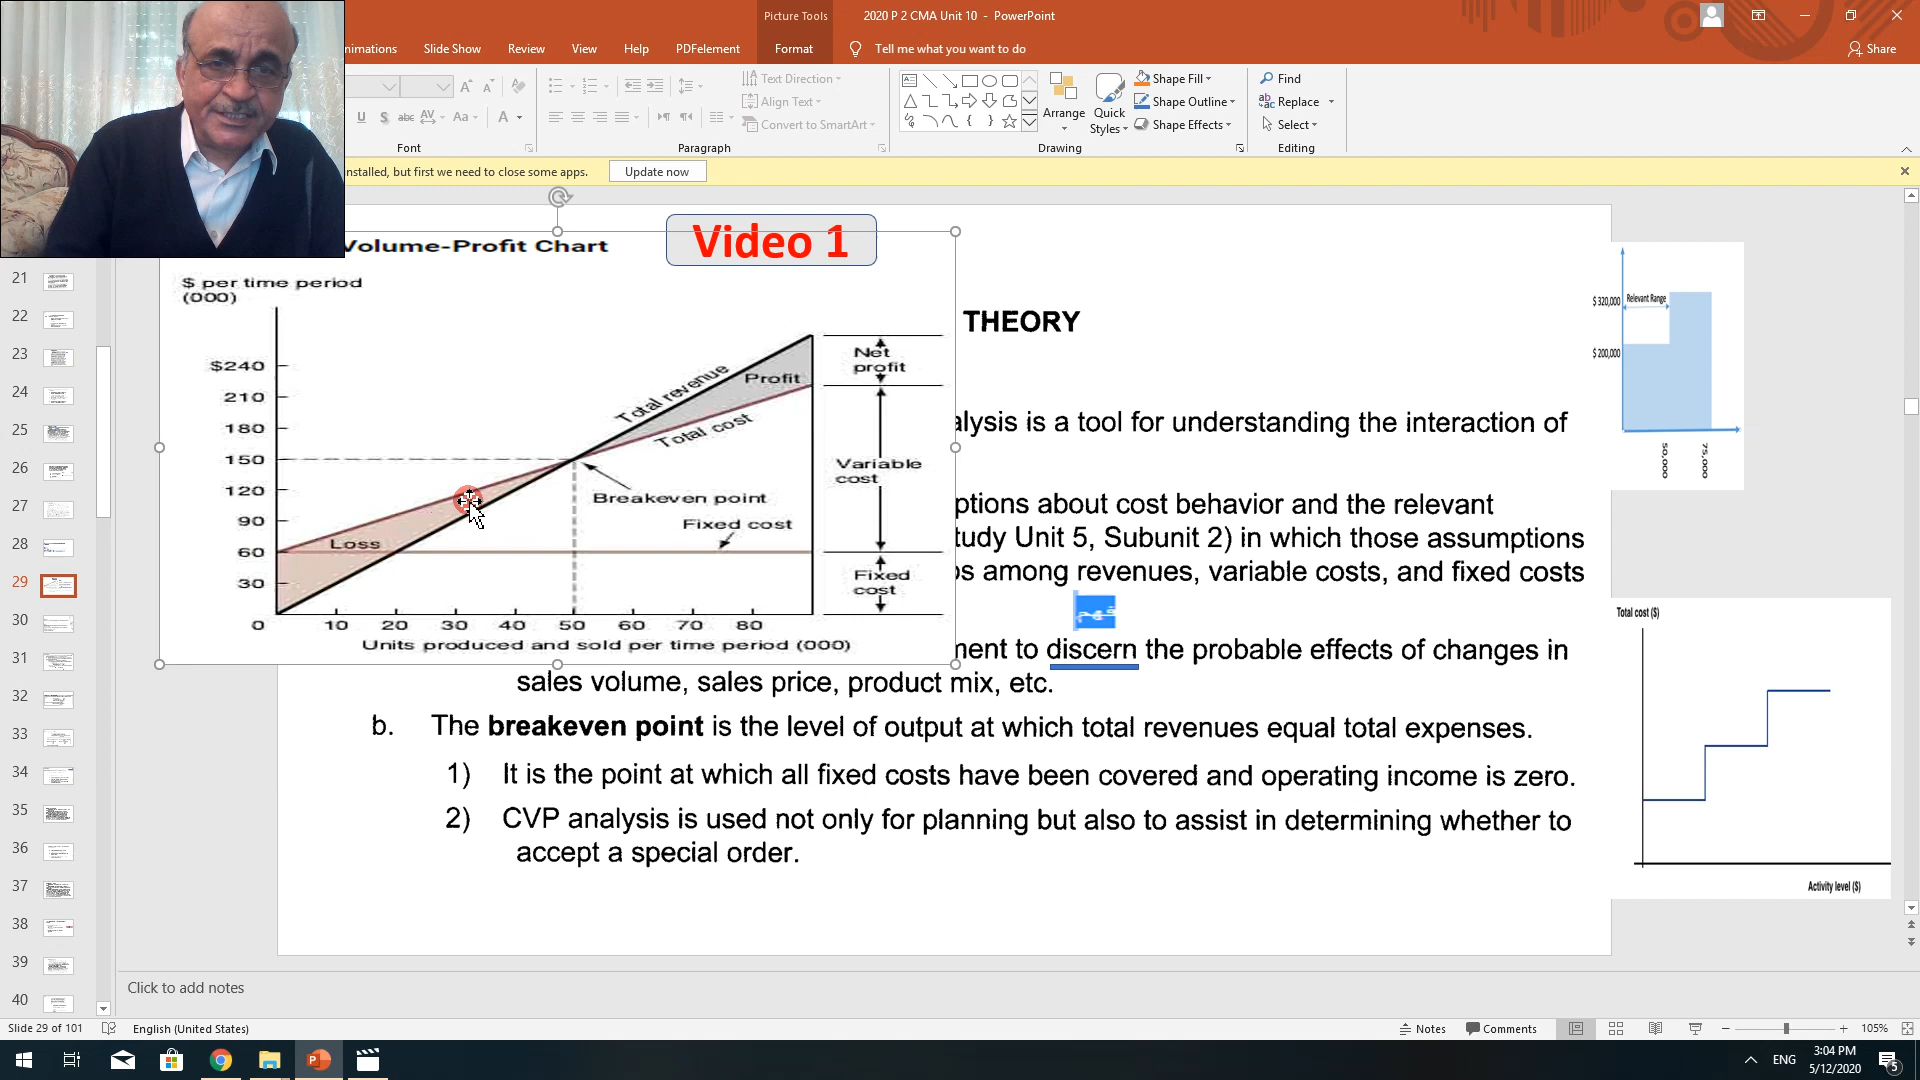 Picture Tools
2020 P 2 CMA Unit 10 - PowerPoint
nimations Slide Show Review View Help PDFelement Format Tell me what you want to do Share
Text Direction
Align Text
Convert to SmartArt
Arrange
Quick Styles
Shape Fill
Shape Outline
Shape Effects
Find
Replace
Select
Font Paragraph Drawing Editing
nstalled, but first we need to close some apps. Update now
Video 1
Volume-Profit Chart
$ per time period
(000)
$240
210
180
150
120
90
60
30
0 10 20 30 40 50 60 70 80
Units produced and sold per time period (000)
Total revenue
Profit
Total cost
Breakeven point
Fixed cost
Loss
Net
profit
Variable
cost
Fixed
cost
THEORY
alysis is a tool for understanding the interaction of
ptions about cost behavior and the relevant
tudy Unit 5, Subunit 2) in which those assumptions
s among revenues, variable costs, and fixed costs
ment to discern the probable effects of changes in
sales volume, sales price, product mix, etc.
b. The breakeven point is the level of output at which total revenues equal total expenses.
1) It is the point at which all fixed costs have been covered and operating income is zero.
2) CVP analysis is used not only for planning but also to assist in determining whether to
accept a special order.
$ 320,000
Relevant Range
$ 200,000
50,000
75,000
Total cost ($)
Activity level ($)
21
22
23
24
25
26
27
28
29
30
31
32
33
34
35
36
37
38
39
40
Click to add notes
Slide 29 of 101 English (United States) Notes Comments 105%
ENG
3:04 PM
5/12/2020
5